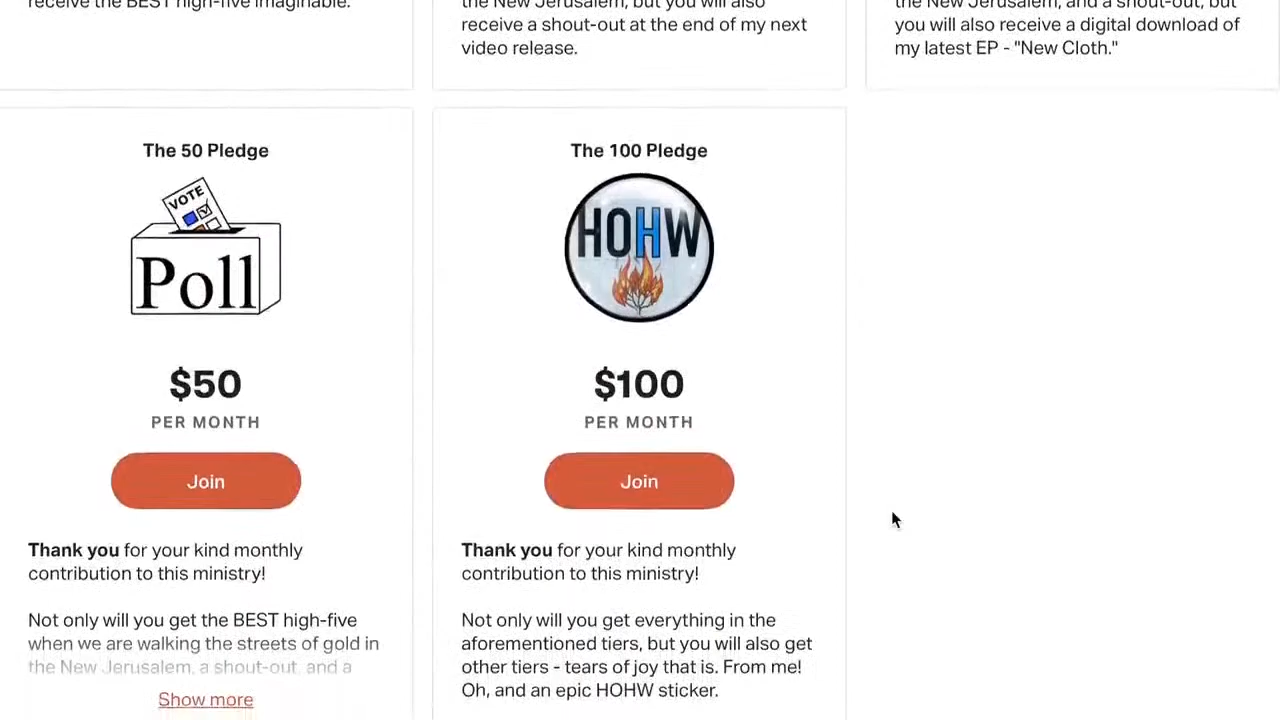 receive the BEST high-five imaginable.
the New Jerusalem, but you will also
receive a shout-out at the end of my next
video release.
the New Jerusalem, and a shout-out, but
you will also receive a digital download of
my latest EP - "New Cloth."
The 50 Pledge
VOTE
Poll
$50
PER MONTH
Join
Thank you for your kind monthly
contribution to this ministry!
Not only will you get the BEST high-five
when we are walking the streets of gold in
the New Jerusalem, a shout-out, and a
Show more
The 100 Pledge
HOHW
$100
PER MONTH
Join
Thank you for your kind monthly
contribution to this ministry!
Not only will you get everything in the
aforementioned tiers, but you will also get
other tiers - tears of joy that is. From me!
Oh, and an epic HOHW sticker.